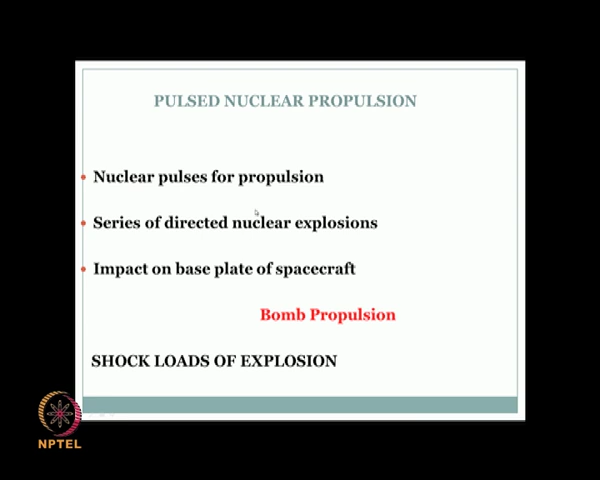 PULSED NUCLEAR PROPULSION
Nuclear pulses for propulsion
Series of directed nuclear explosions
Impact on base plate of spacecraft
Bomb Propulsion
SHOCK LOADS OF EXPLOSION
NPTEL